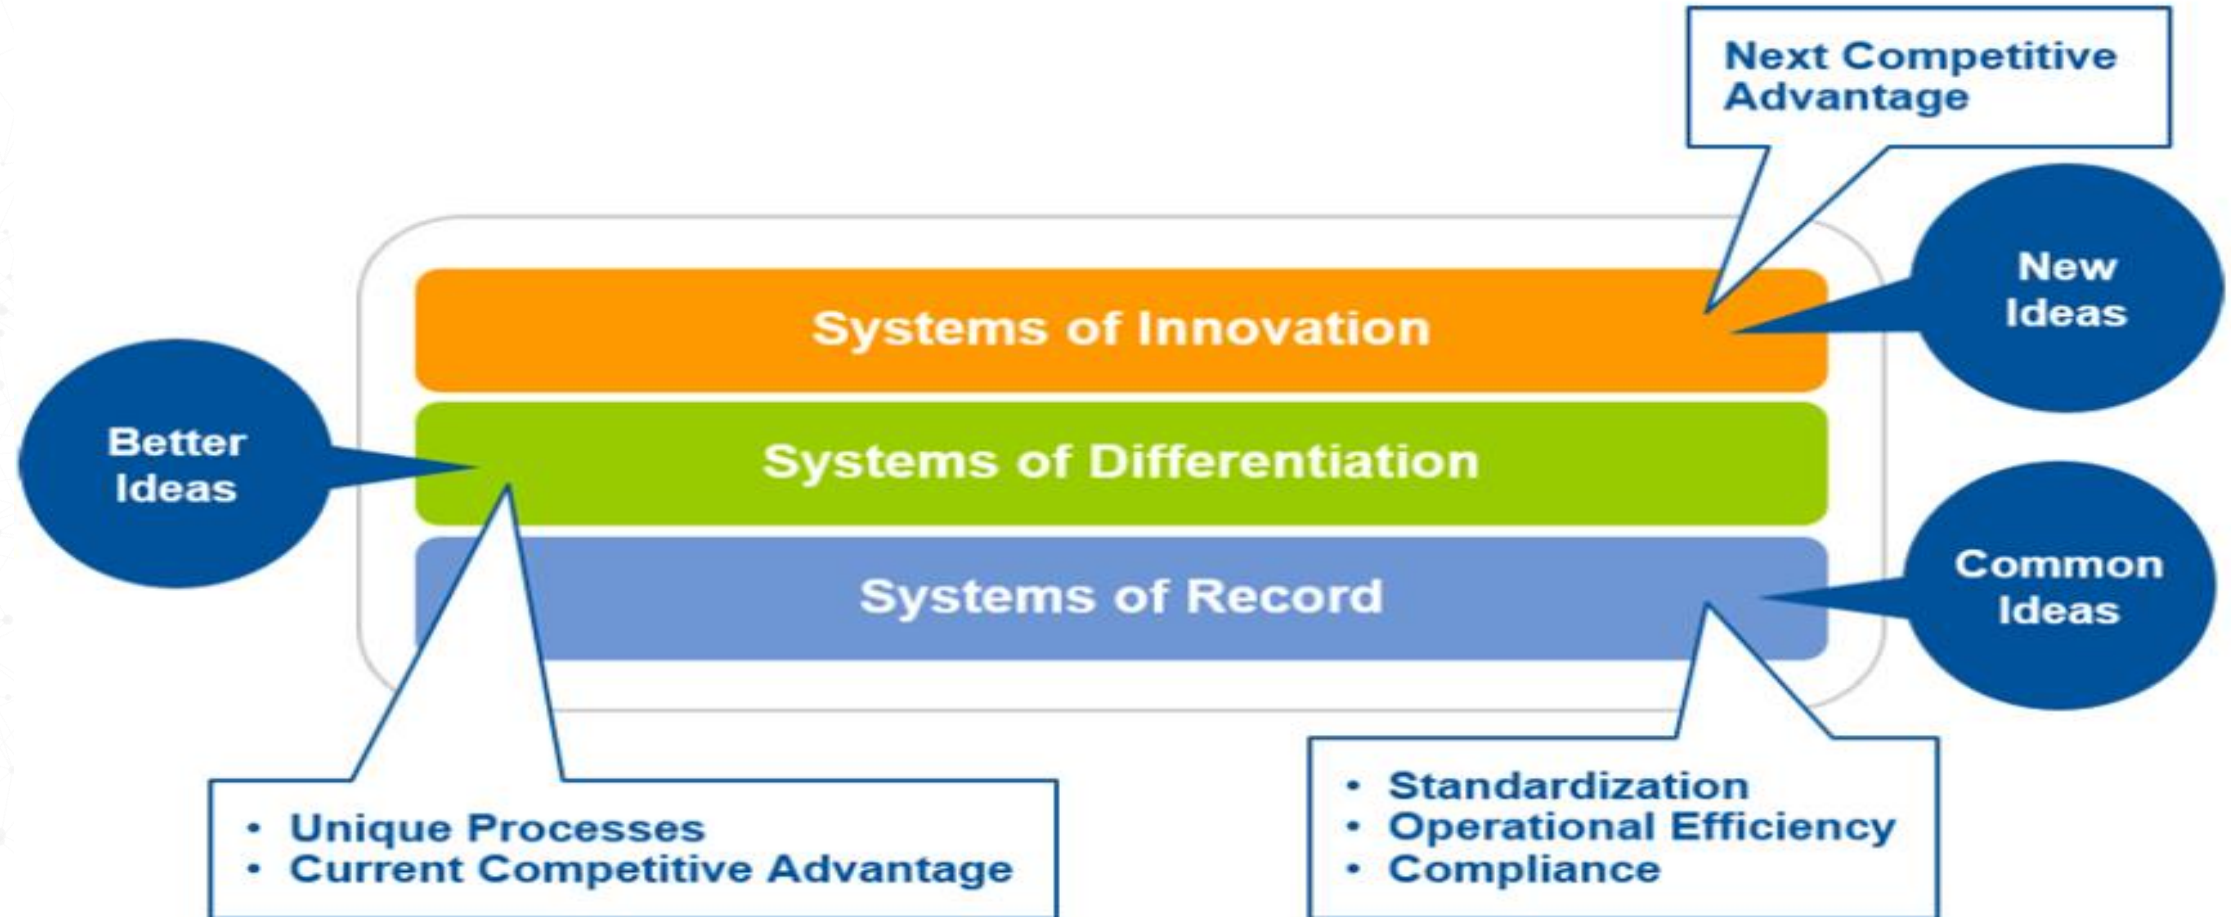 Next Competitive
Advantage
New
Ideas
Systems of Innovation
Better
Ideas
Systems of Differentiation
Common
Ideas
Systems of Record
• Unique Processes
• Current Competitive Advantage
• Standardization
• Operational Efficiency
• Compliance